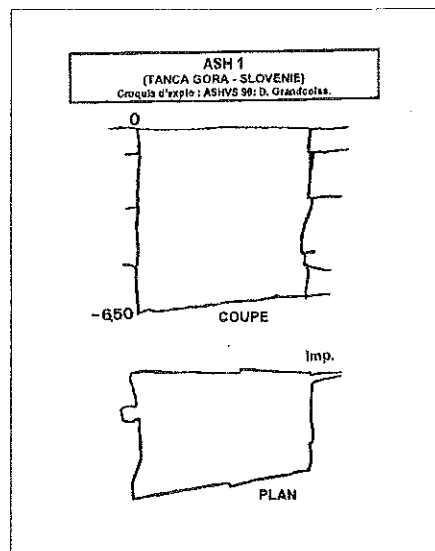 ASH 1
(TANCA GORA - SLOVENIE)
Croquis d'explo : ASHVS 90: D. Grandcolas.
0
-6,50
COUPE
Imp.
PLAN